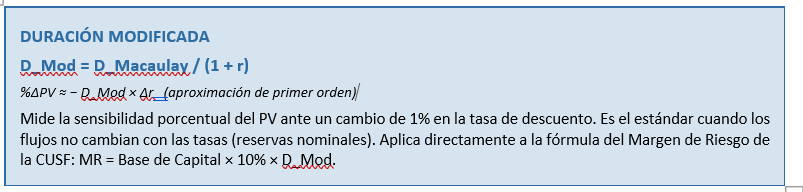 DURACIÓN MODIFICADA
D_Mod = D_Macaulay / (1 + r)
%ΔPV ≈ − D_Mod × Δr (aproximación de primer orden)
Mide la sensibilidad porcentual del PV ante un cambio de 1% en la tasa de descuento. Es el estándar cuando los
flujos no cambian con las tasas (reservas nominales). Aplica directamente a la fórmula del Margen de Riesgo de
la CUSF: MR = Base de Capital × 10% × D_Mod.